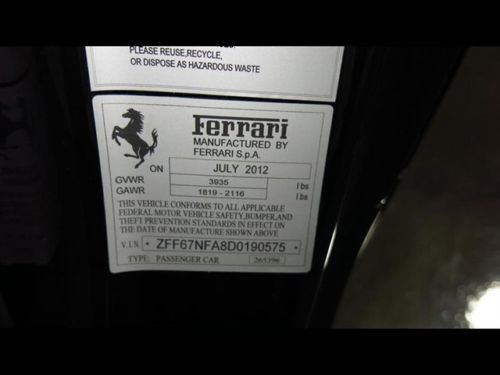 PLEASE REUSE, RECYCLE,
OR DISPOSE AS HAZARDOUS WASTE
Ferrari
MANUFACTURED BY
FERRARI S.p.A.
ON JULY 2012
GVWR 3935 lbs
GAWR 1819 - 2116 lbs
THIS VEHICLE CONFORMS TO ALL APPLICABLE
FEDERAL MOTOR VEHICLE SAFETY, BUMPER, AND
THEFT PREVENTION STANDARDS IN EFFECT ON
THE DATE OF MANUFACTURE SHOWN ABOVE
V.I.N. • ZFF67NFA8D0190575 •
TYPE: PASSENGER CAR 265396